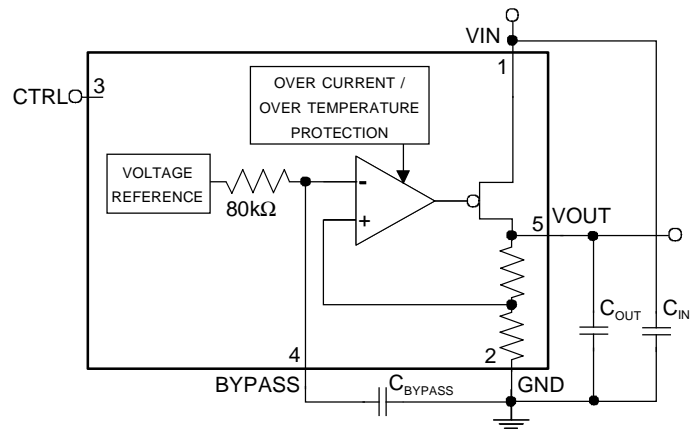 VIN
1
3
CTRL
OVER CURRENT /
OVER TEMPERATURE
PROTECTION
VOLTAGE
REFERENCE
80kΩ
-
+
5
VOUT
COUT
CIN
4
2
BYPASS
GND
CBYPASS